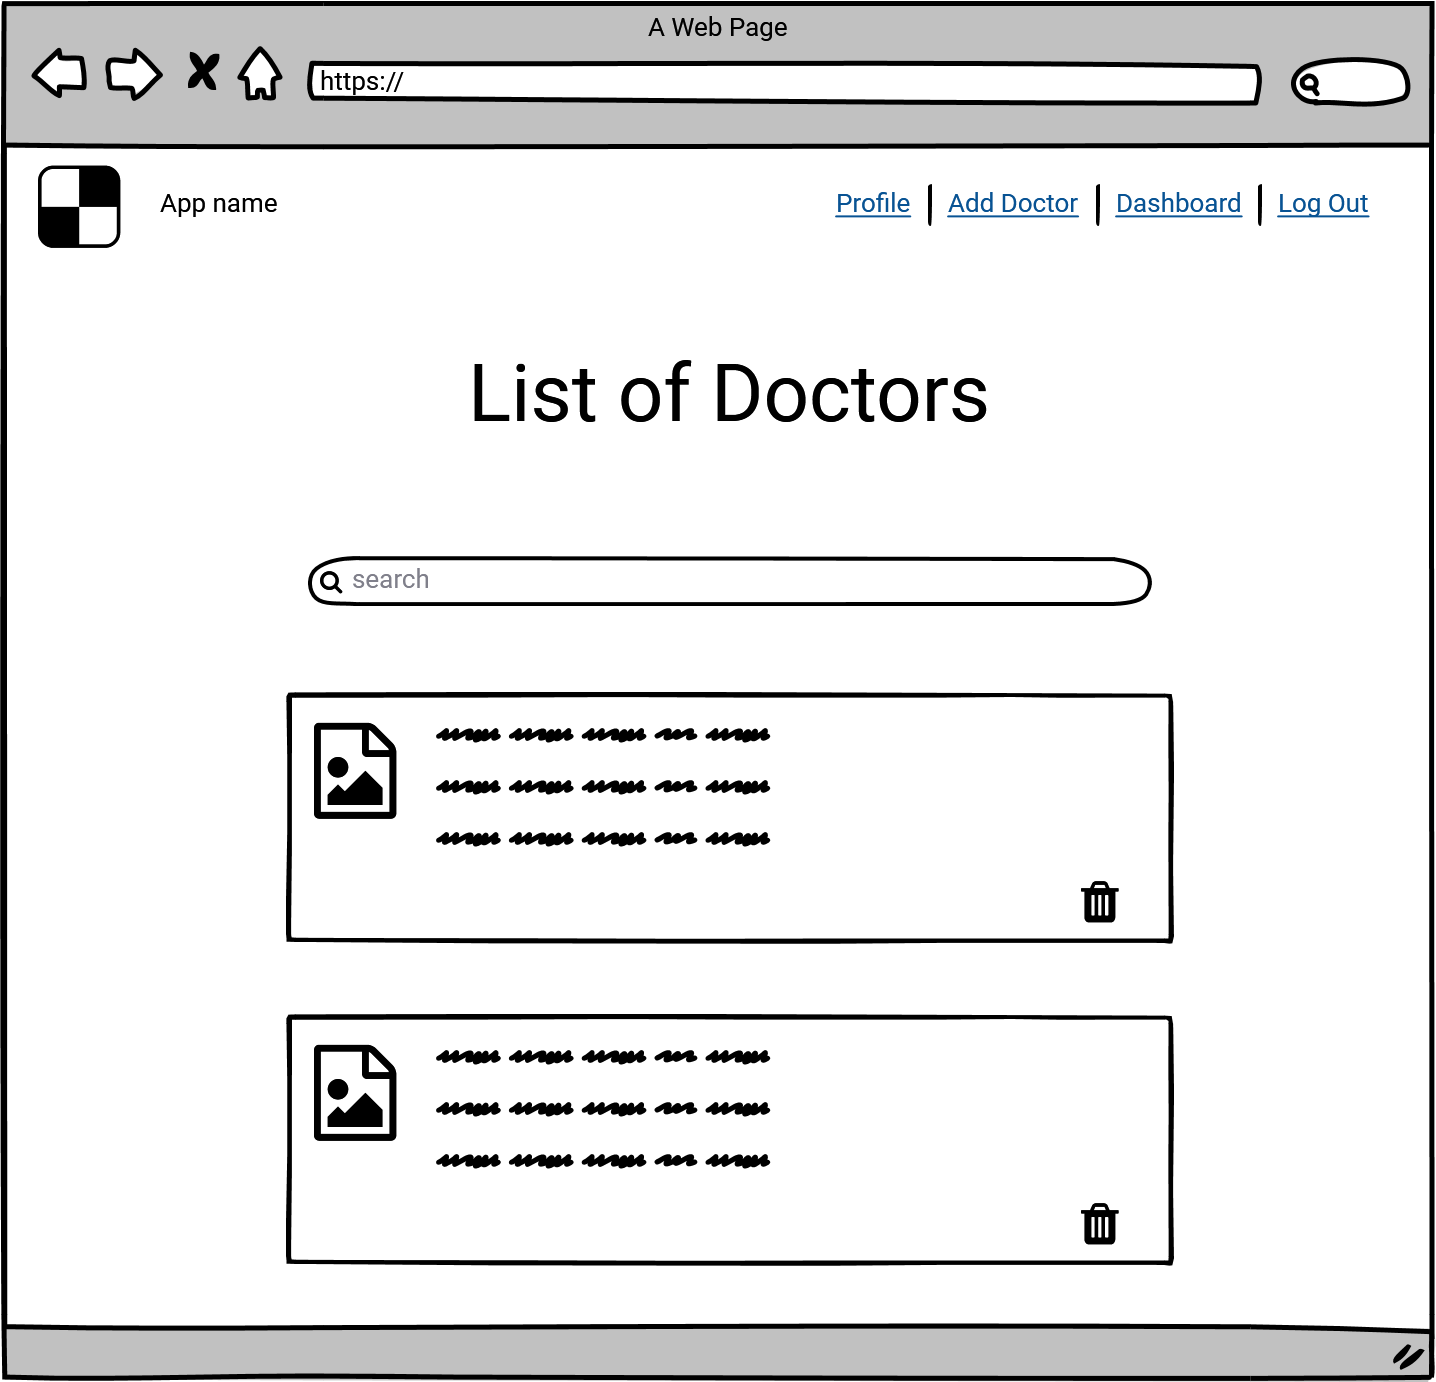 A Web Page
https://
App name
Profile | Add Doctor | Dashboard | Log Out
List of Doctors
search